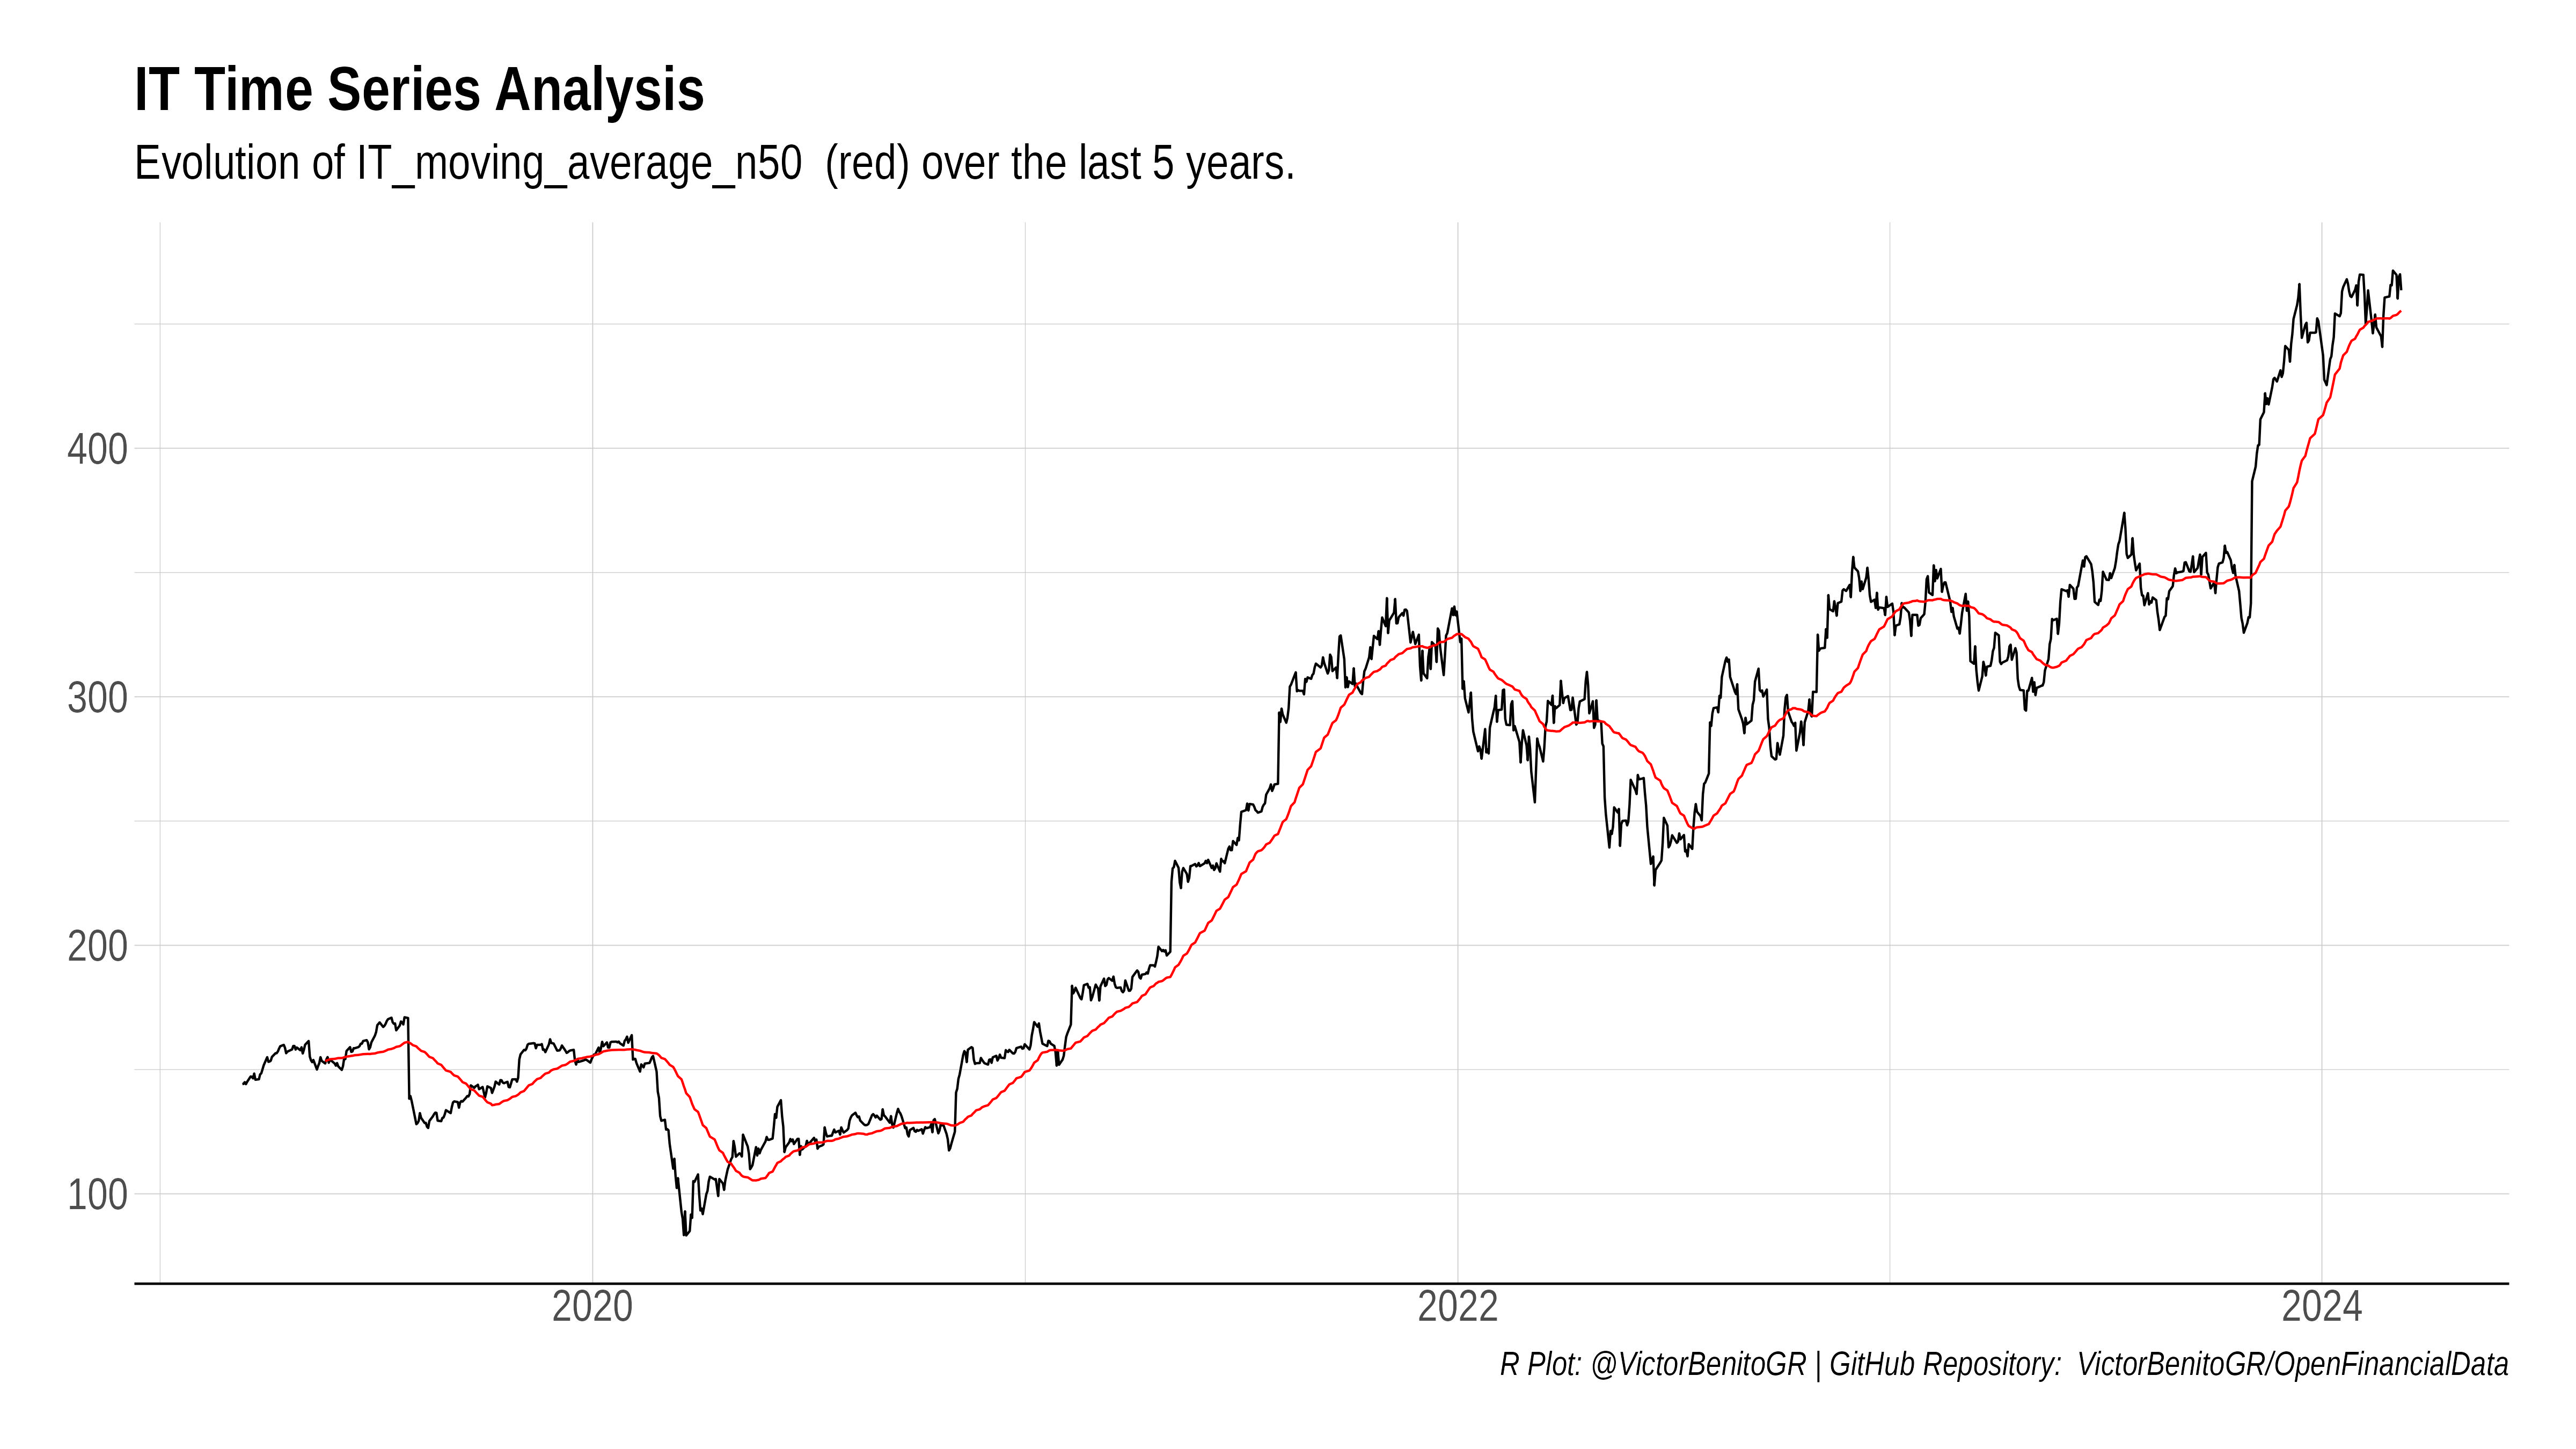 IT Time Series Analysis
Evolution of IT_moving_average_n50  (red) over the last 5 years.
400
300
200
100
2020 2022 2024
R Plot: @VictorBenitoGR | GitHub Repository:  VictorBenitoGR/OpenFinancialData